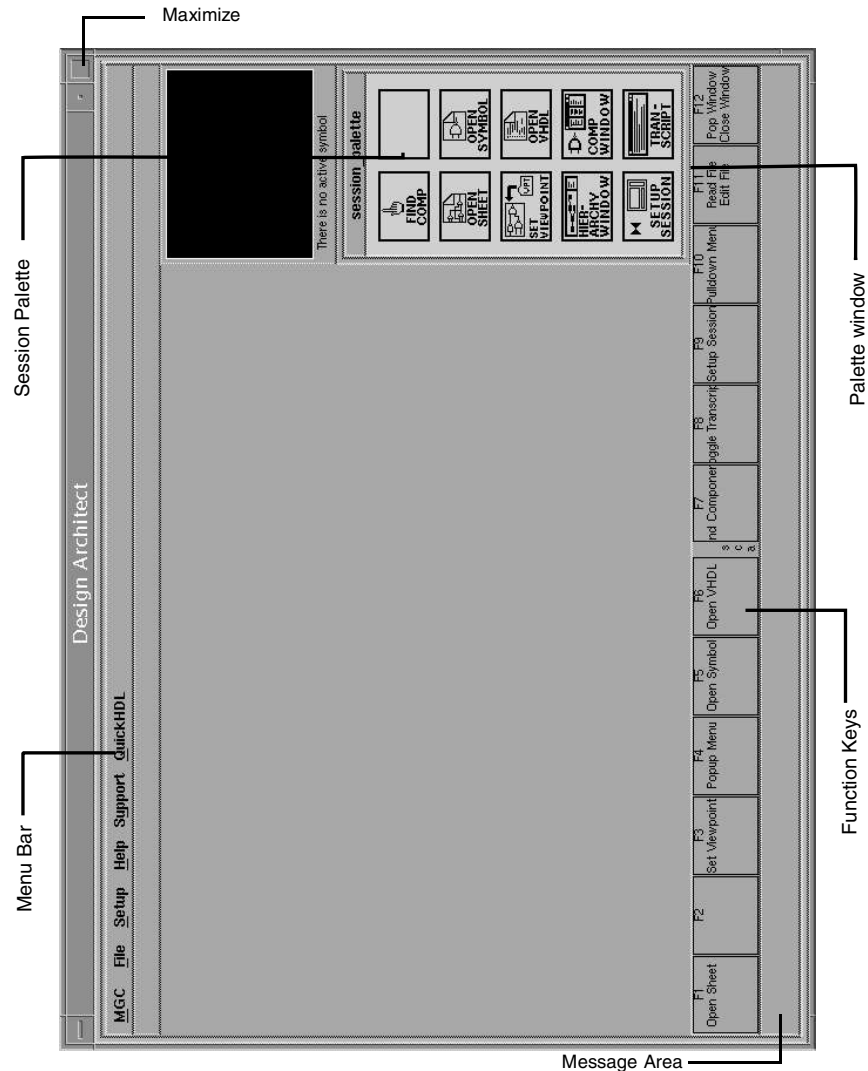 Maximize
Session Palette
Menu Bar
Design Architect
MGC File Setup Help Support QuickHDL
There is no active symbol
session_palette
FIND
COMP
OPEN
SHEET
OPEN
SYMBOL
SET
VIEWPOINT
VPT
OPEN
VHDL
HIER-
ARCHY
WINDOW
COMP
WINDOW
SETUP
SESSION
TRAN-
SCRIPT
F1
Open Sheet
F2
F3
Set Viewpoint
F4
Popup Menu
F5
Open Symbol
F6
Open VHDL
s
c
a
F7
nd Componen
F8
oggle Transcrip
F9
Setup Session
F10
Pulldown Menu
F11
Read File
Edit File
F12
Pop Window
Close Window
Palette window
Function Keys
Message Area